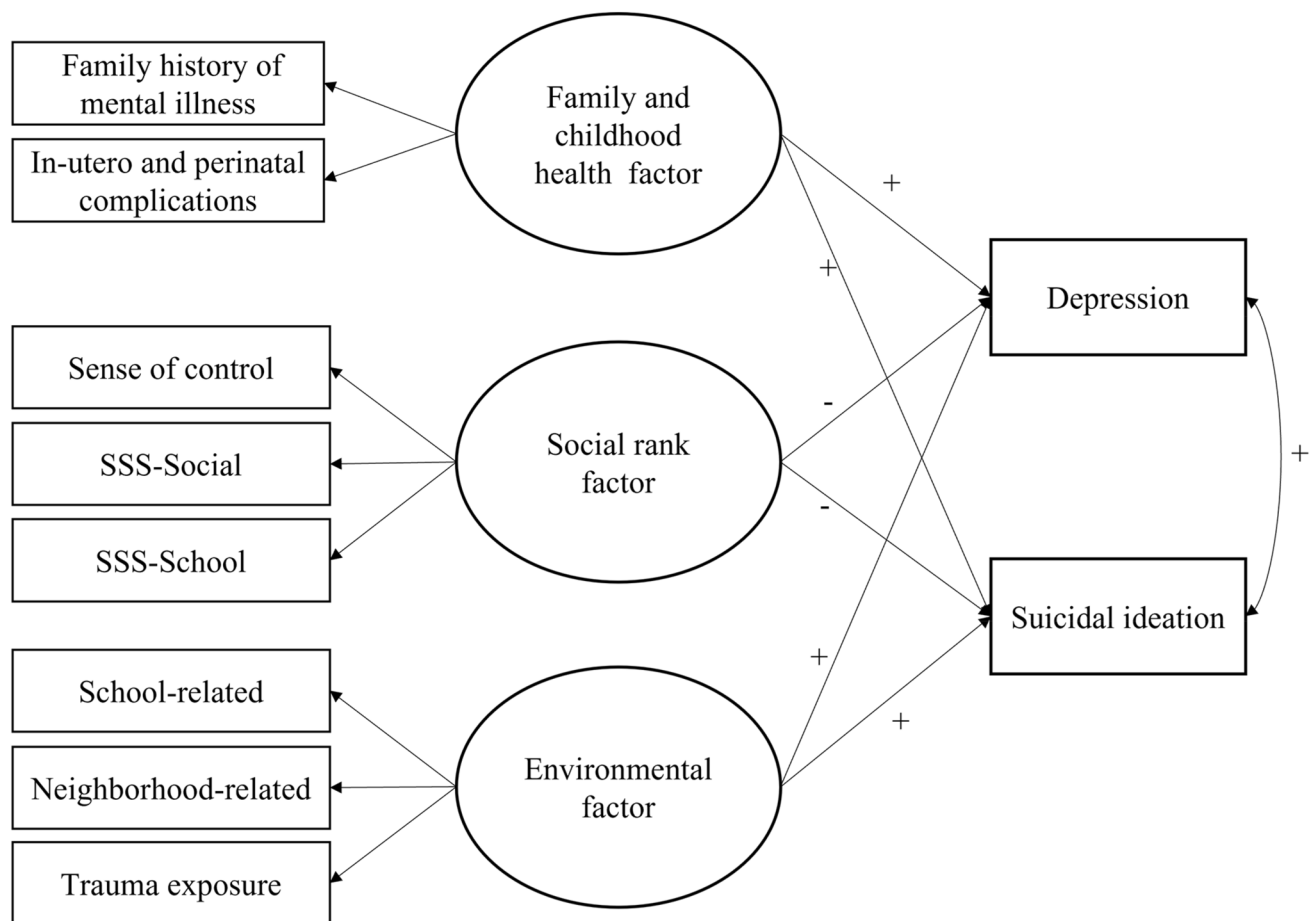 Family history of
mental illness
In-utero and perinatal
complications
Family and
childhood
health factor
+
+
Depression
Sense of control
SSS-Social
SSS-School
Social rank
factor
-
-
+
Suicidal ideation
School-related
Neighborhood-related
Trauma exposure
Environmental
factor
+
+